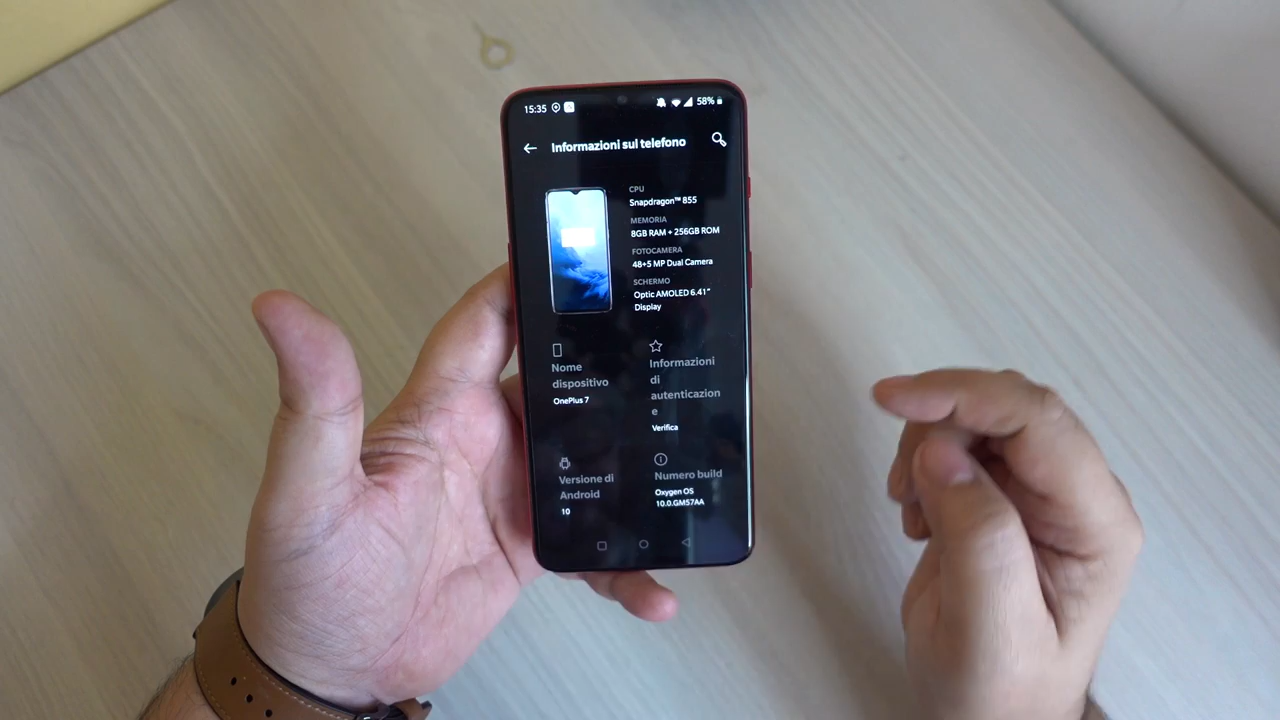 15:35 58%
Informazioni sul telefono
CPU
Snapdragon™ 855
MEMORIA
8GB RAM + 256GB ROM
FOTOCAMERA
48+5 MP Dual Camera
SCHERMO
Optic AMOLED 6.41"
Display
Nome
dispositivo
OnePlus 7
Informazioni
di
autenticazion
e
Verifica
Versione di
Android
10
Numero build
Oxygen OS
10.0.GM57AA